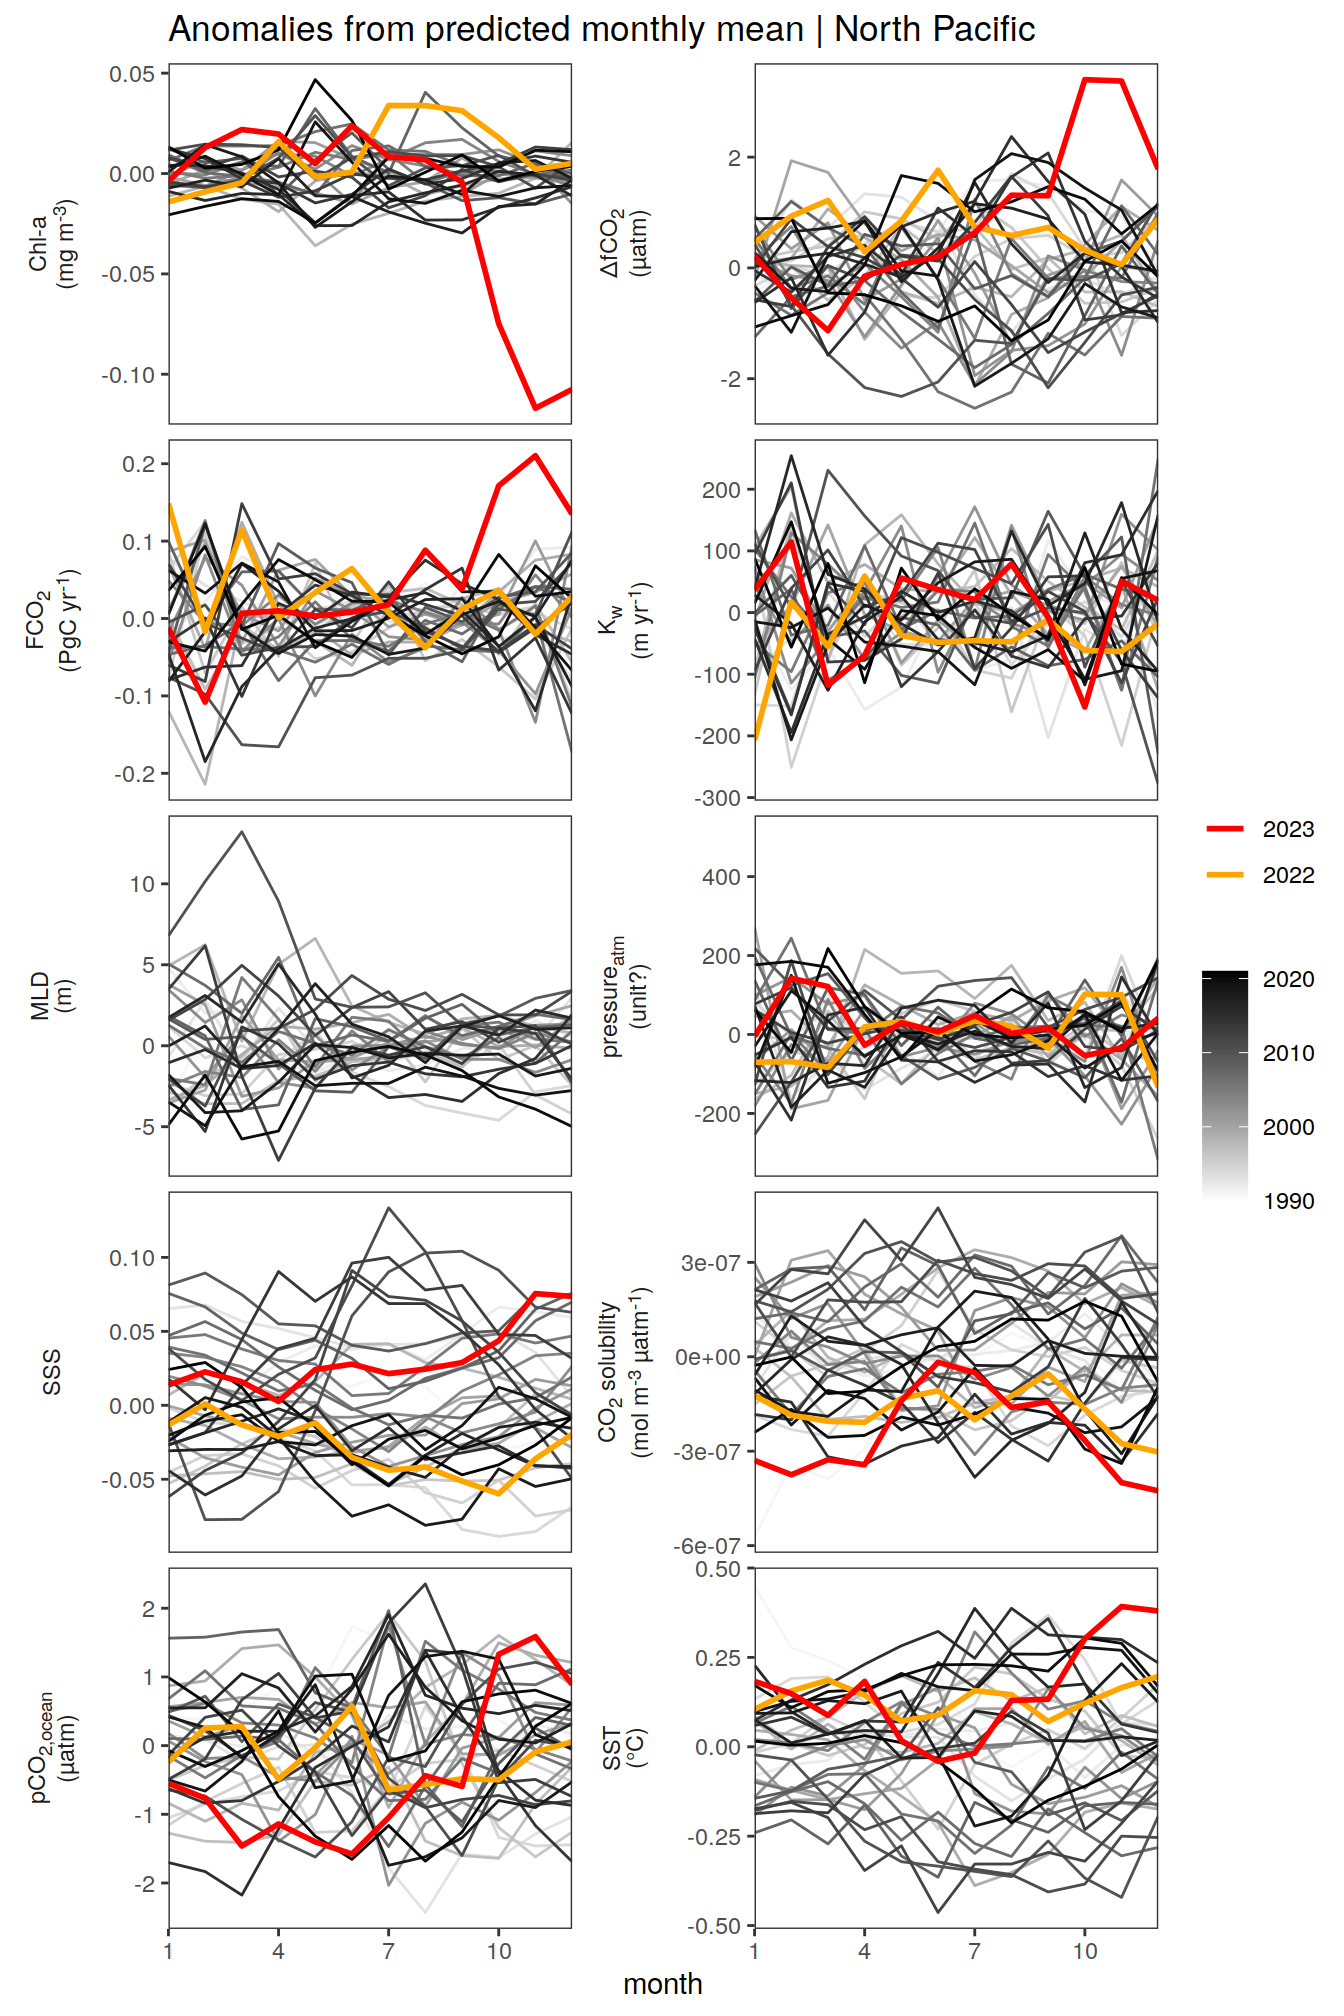 Anomalies from predicted monthly mean | North Pacific
Chl-a
(mg m⁻³)
0.05
0.00
-0.05
-0.10
ΔfCO₂
(µatm)
2
0
-2
FCO₂
(PgC yr⁻¹)
0.2
0.1
0.0
-0.1
-0.2
K_w
(m yr⁻¹)
200
100
0
-100
-200
-300
MLD
(m)
10
5
0
-5
pressure_atm
(unit?)
400
200
0
-200
SSS
0.10
0.05
0.00
-0.05
CO₂ solubility
(mol m⁻³ µatm⁻¹)
3e-07
0e+00
-3e-07
-6e-07
pCO₂,ocean
(µatm)
2
1
0
-1
-2
SST
(°C)
0.50
0.25
0.00
-0.25
-0.50
1 4 7 10
1 4 7 10
month
2023
2022
2020
2010
2000
1990